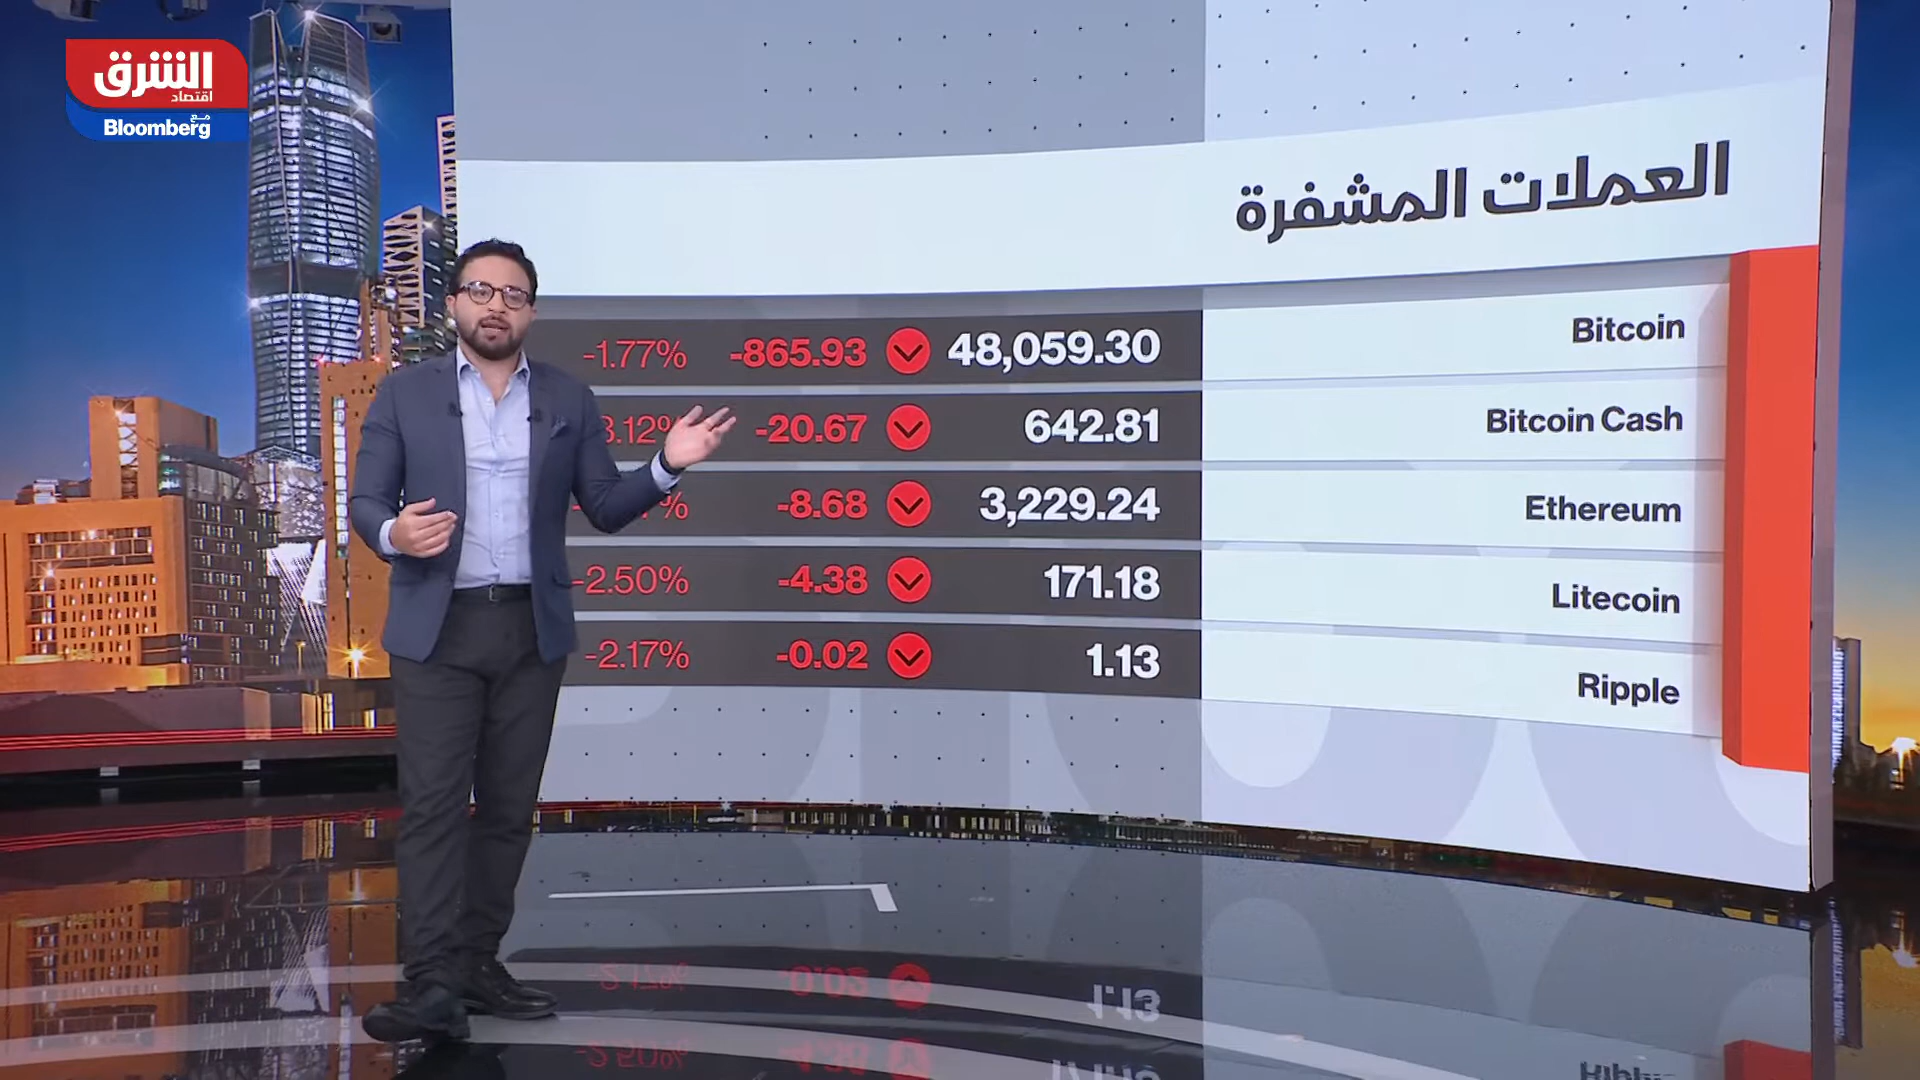 الشرق
اقتصاد
مع
Bloomberg
العملات المشفرة
Bitcoin 48,059.30 -865.93 -1.77%
Bitcoin Cash 642.81 -20.67
Ethereum 3,229.24 -8.68
Litecoin 171.18 -4.38 -2.50%
Ripple 1.13 -0.02 -2.17%